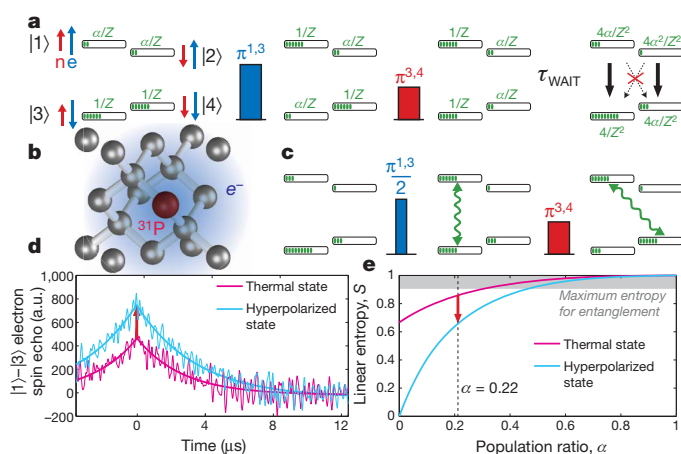 a
|1⟩ α/Z α/Z |2⟩ π1,3 1/Z α/Z 1/Z α/Z 4α/Z² 4α²/Z²
n e
τWAIT
|3⟩ 1/Z 1/Z |4⟩ α/Z 1/Z π3,4 α/Z 1/Z 4/Z² 4α/Z²
b
e−
31P
c
π1,3
2
π3,4
d
|1⟩–|3⟩ electron
spin echo (a.u.)
1,000
800
600
400
200
0
−200
Thermal state
Hyperpolarized
state
0 4 8 12
Time (μs)
e
Linear entropy, S
1
0.8
0.6
0.4
0.2
0
Maximum entropy
for entanglement
Thermal state
Hyperpolarized
state
α = 0.22
0 0.2 0.4 0.6 0.8 1
Population ratio, α